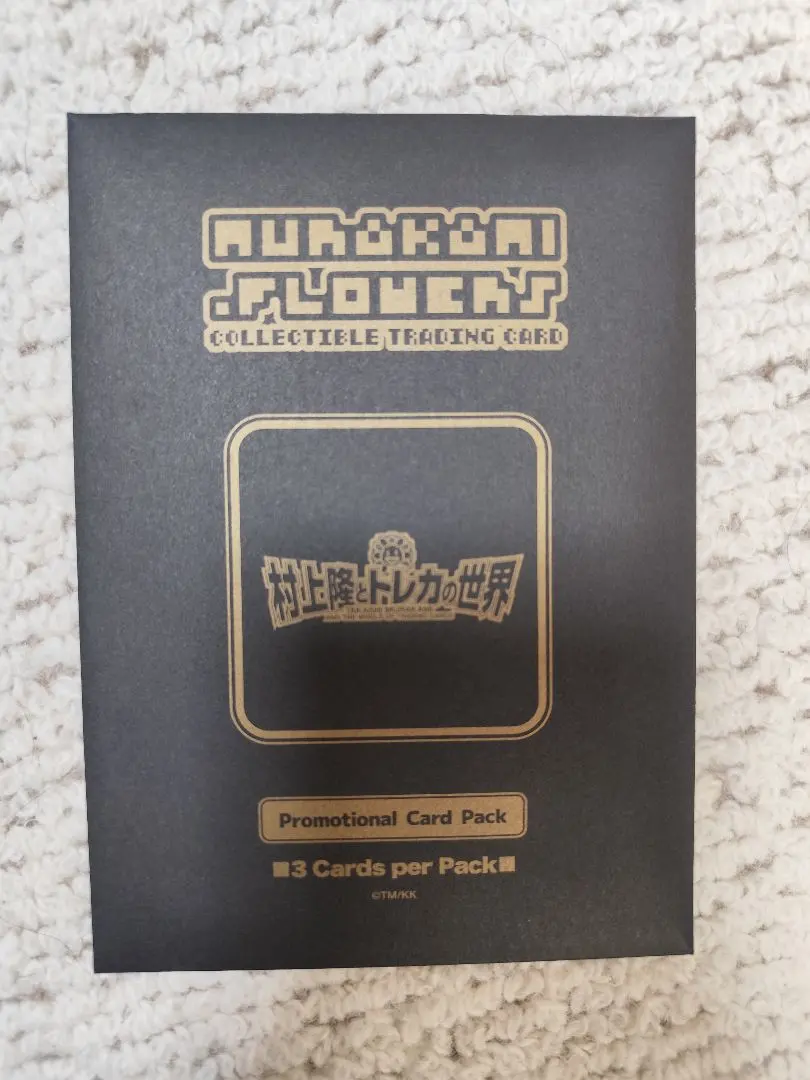 MURAKAMI
.FLOWERS
COLLECTIBLE TRADING CARD
村上隆とトレカの世界
Promotional Card Pack
■3 Cards per Pack■
©TM/KK